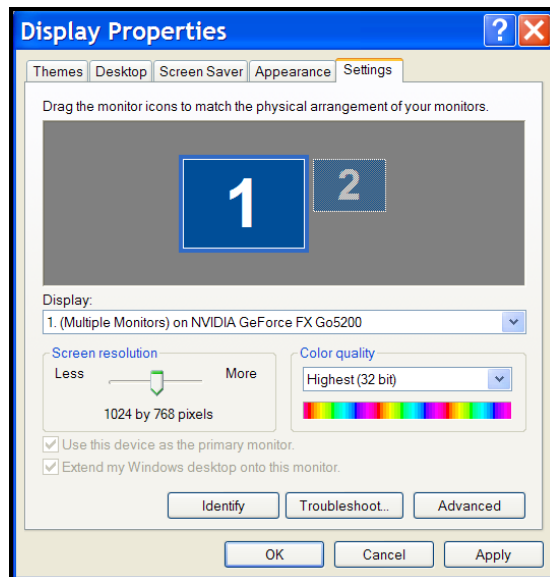 Display Properties
?
Themes Desktop Screen Saver Appearance Settings
Drag the monitor icons to match the physical arrangement of your monitors.
1 2
Display:
1. (Multiple Monitors) on NVIDIA GeForce FX Go5200
Screen resolution
Less More
1024 by 768 pixels
Color quality
Highest (32 bit)
Use this device as the primary monitor.
Extend my Windows desktop onto this monitor.
Identify Troubleshoot... Advanced
OK Cancel Apply